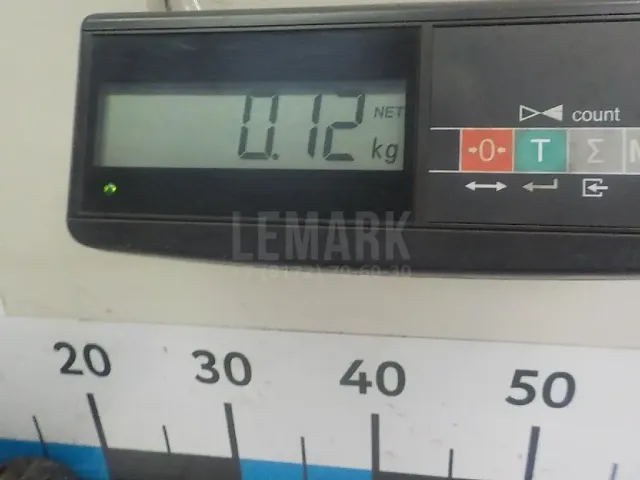 0.12 NET kg
count
→0← T Σ M
LEMARK
20 30 40 50